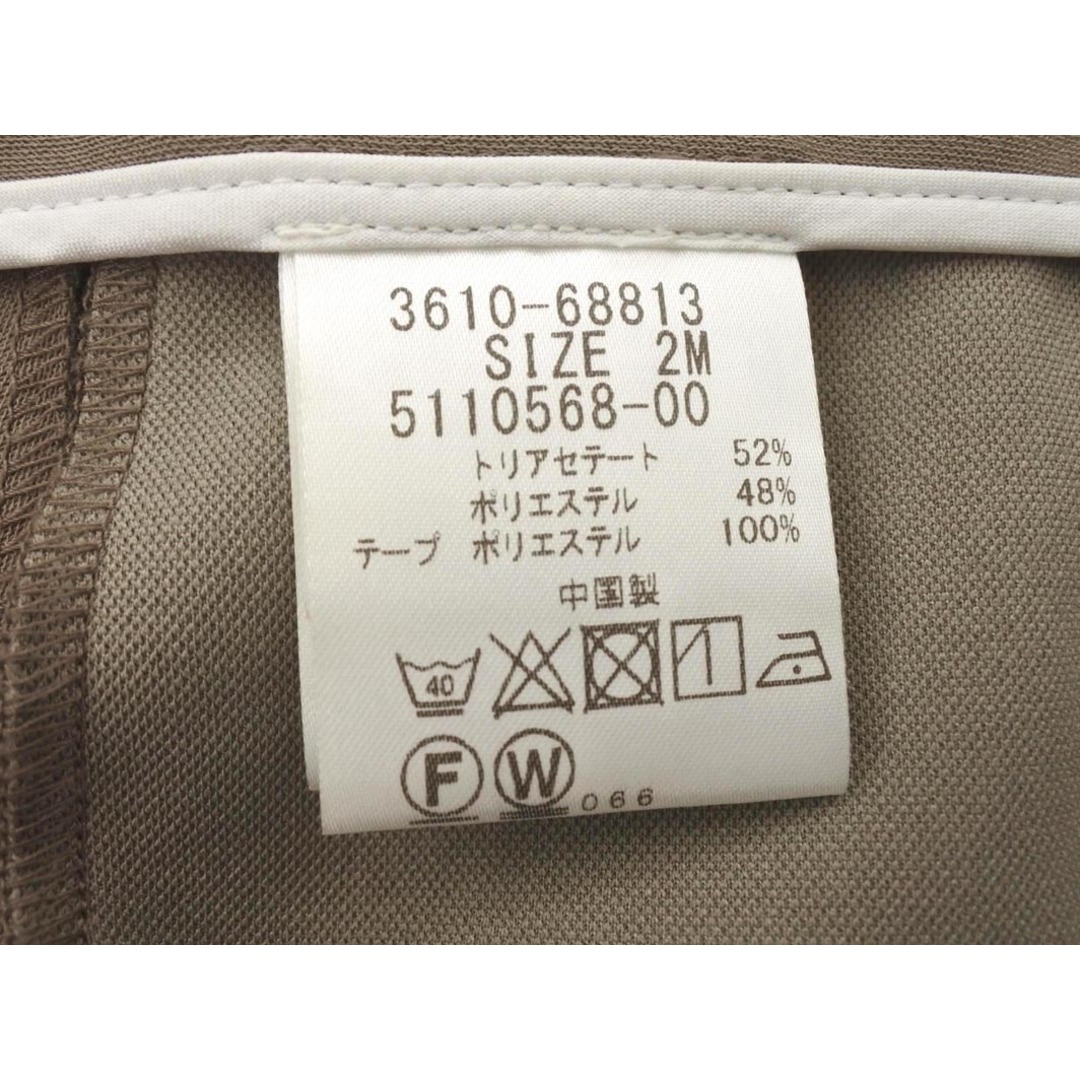 3610-68813
SIZE 2M
5110568-00
トリアセテート 52%
ポリエステル 48%
テープ ポリエステル 100%
中国製
40
F W 066